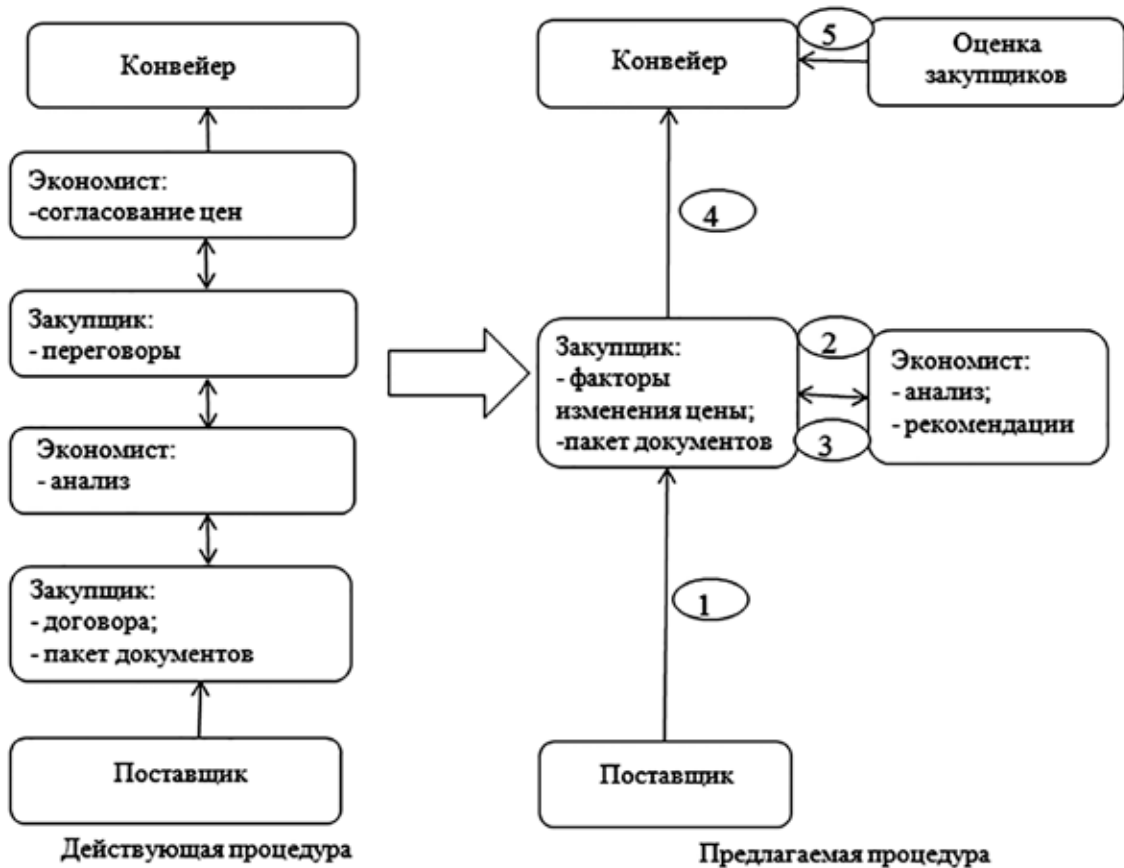 Конвейер
Экономист:
-согласование цен
Закупщик:
- переговоры
Экономист:
- анализ
Закупщик:
- договора;
- пакет документов
Поставщик
Действующая процедура
Конвейер
5
Оценка
закупщиков
4
Закупщик:
- факторы
изменения цены;
-пакет документов
2
3
Экономист:
- анализ;
- рекомендации
1
Поставщик
Предлагаемая процедура